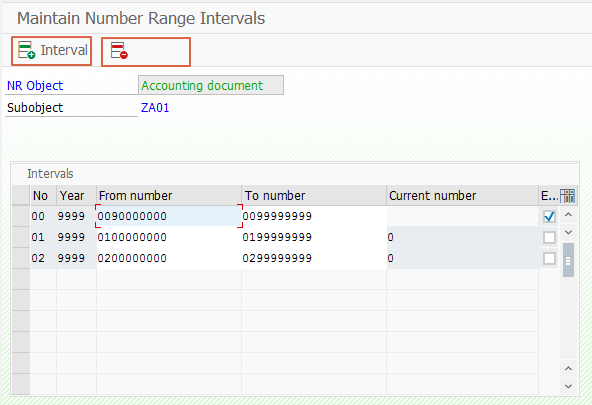 Maintain Number Range Intervals
Interval
NR Object Accounting document
Subobject ZA01
Intervals
No Year From number To number Current number E...
00 9999 0090000000 0099999999
01 9999 0100000000 0199999999 0
02 9999 0200000000 0299999999 0